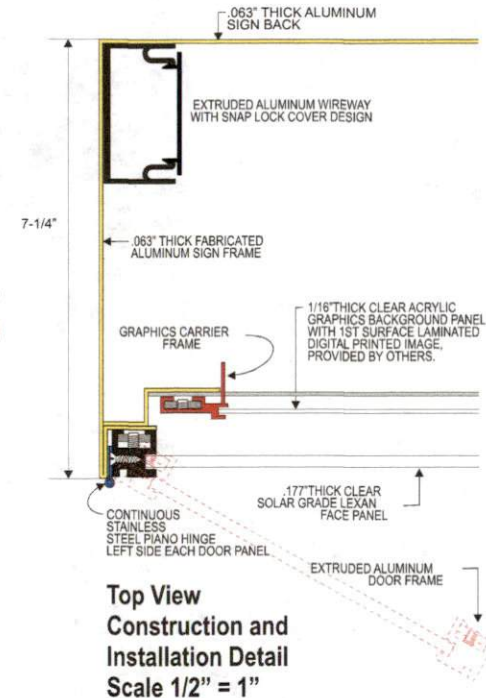 .063" THICK ALUMINUM
SIGN BACK
EXTRUDED ALUMINUM WIREWAY
WITH SNAP LOCK COVER DESIGN
7-1/4"
.063" THICK FABRICATED
ALUMINUM SIGN FRAME
1/16"THICK CLEAR ACRYLIC
GRAPHICS BACKGROUND PANEL
WITH 1ST SURFACE LAMINATED
DIGITAL PRINTED IMAGE,
PROVIDED BY OTHERS.
GRAPHICS CARRIER
FRAME
.177"THICK CLEAR
SOLAR GRADE LEXAN
FACE PANEL
CONTINUOUS
STAINLESS
STEEL PIANO HINGE
LEFT SIDE EACH DOOR PANEL
EXTRUDED ALUMINUM
DOOR FRAME
Top View
Construction and
Installation Detail
Scale 1/2" = 1"